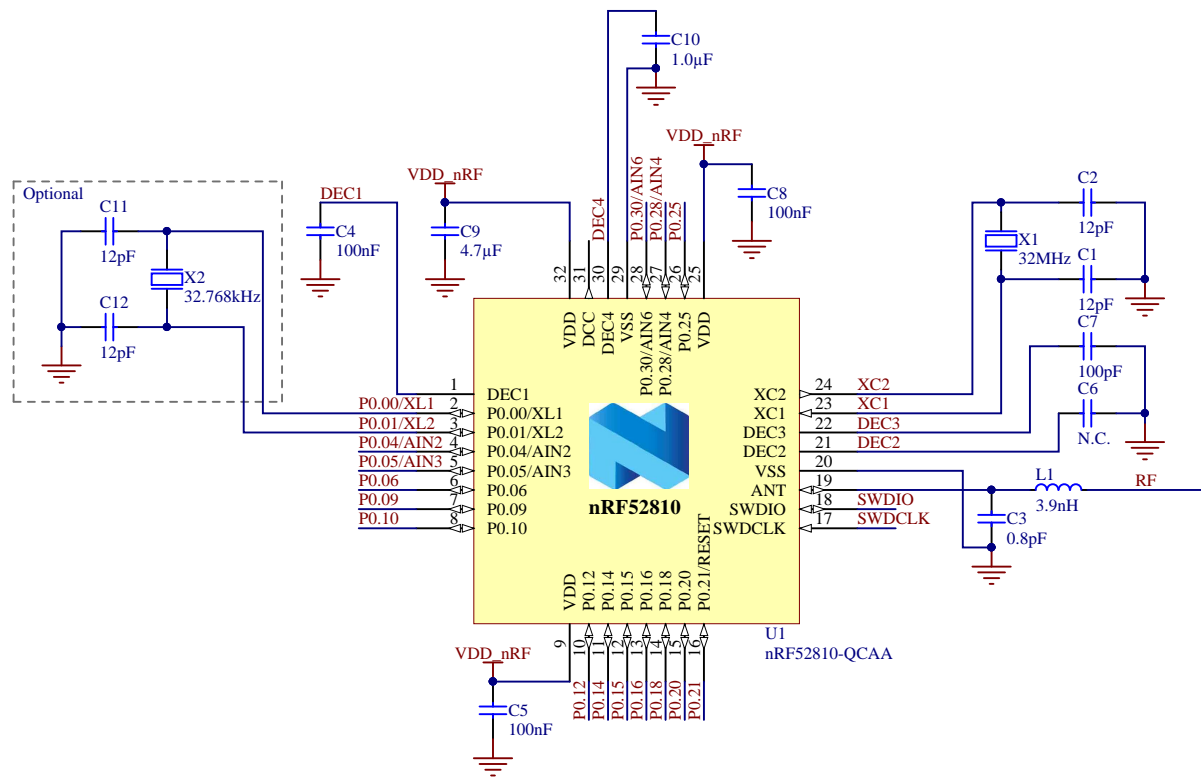 C10
1.0µF
VDD_nRF
P0.30/AIN6
P0.28/AIN4
P0.25
DEC4
VDD_nRF
C8
100nF
Optional
DEC1
C4
100nF
C9
4.7µF
C11
12pF
X2
32.768kHz
C12
12pF
C2
12pF
X1
32MHz
C1
12pF
C7
100pF
C6
N.C.
32
31
30
29
28
27
26
25
VDD
DCC
DEC4
VSS
P0.30/AIN6
P0.28/AIN4
P0.25
VDD
1 DEC1
P0.00/XL1 2 P0.00/XL1
P0.01/XL2 3 P0.01/XL2
P0.04/AIN2 4 P0.04/AIN2
P0.05/AIN3 5 P0.05/AIN3
P0.06 6 P0.06
P0.09 7 P0.09
P0.10 8 P0.10
nRF52810
XC2 24 XC2
XC1 23 XC1
DEC3 22 DEC3
DEC2 21 DEC2
VSS 20
ANT 19
SWDIO 18 SWDIO
SWDCLK 17 SWDCLK
L1
3.9nH
RF
C3
0.8pF
VDD
P0.12
P0.14
P0.15
P0.16
P0.18
P0.20
P0.21/RESET
9
10
11
12
13
14
15
16
U1
nRF52810-QCAA
VDD_nRF
C5
100nF
P0.12
P0.14
P0.15
P0.16
P0.18
P0.20
P0.21